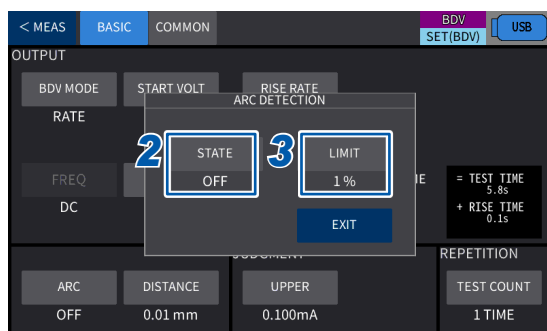 < MEAS BASIC COMMON BDV SET(BDV) USB
OUTPUT
BDV MODE START VOLT RISE RATE
RATE
ARC DETECTION
2 STATE 3 LIMIT
OFF 1 %
EXIT
FREQ
DC
= TEST TIME
5.8s
+ RISE TIME
0.1s
REPETITION
ARC DISTANCE UPPER TEST COUNT
OFF 0.01 mm 0.100mA 1 TIME